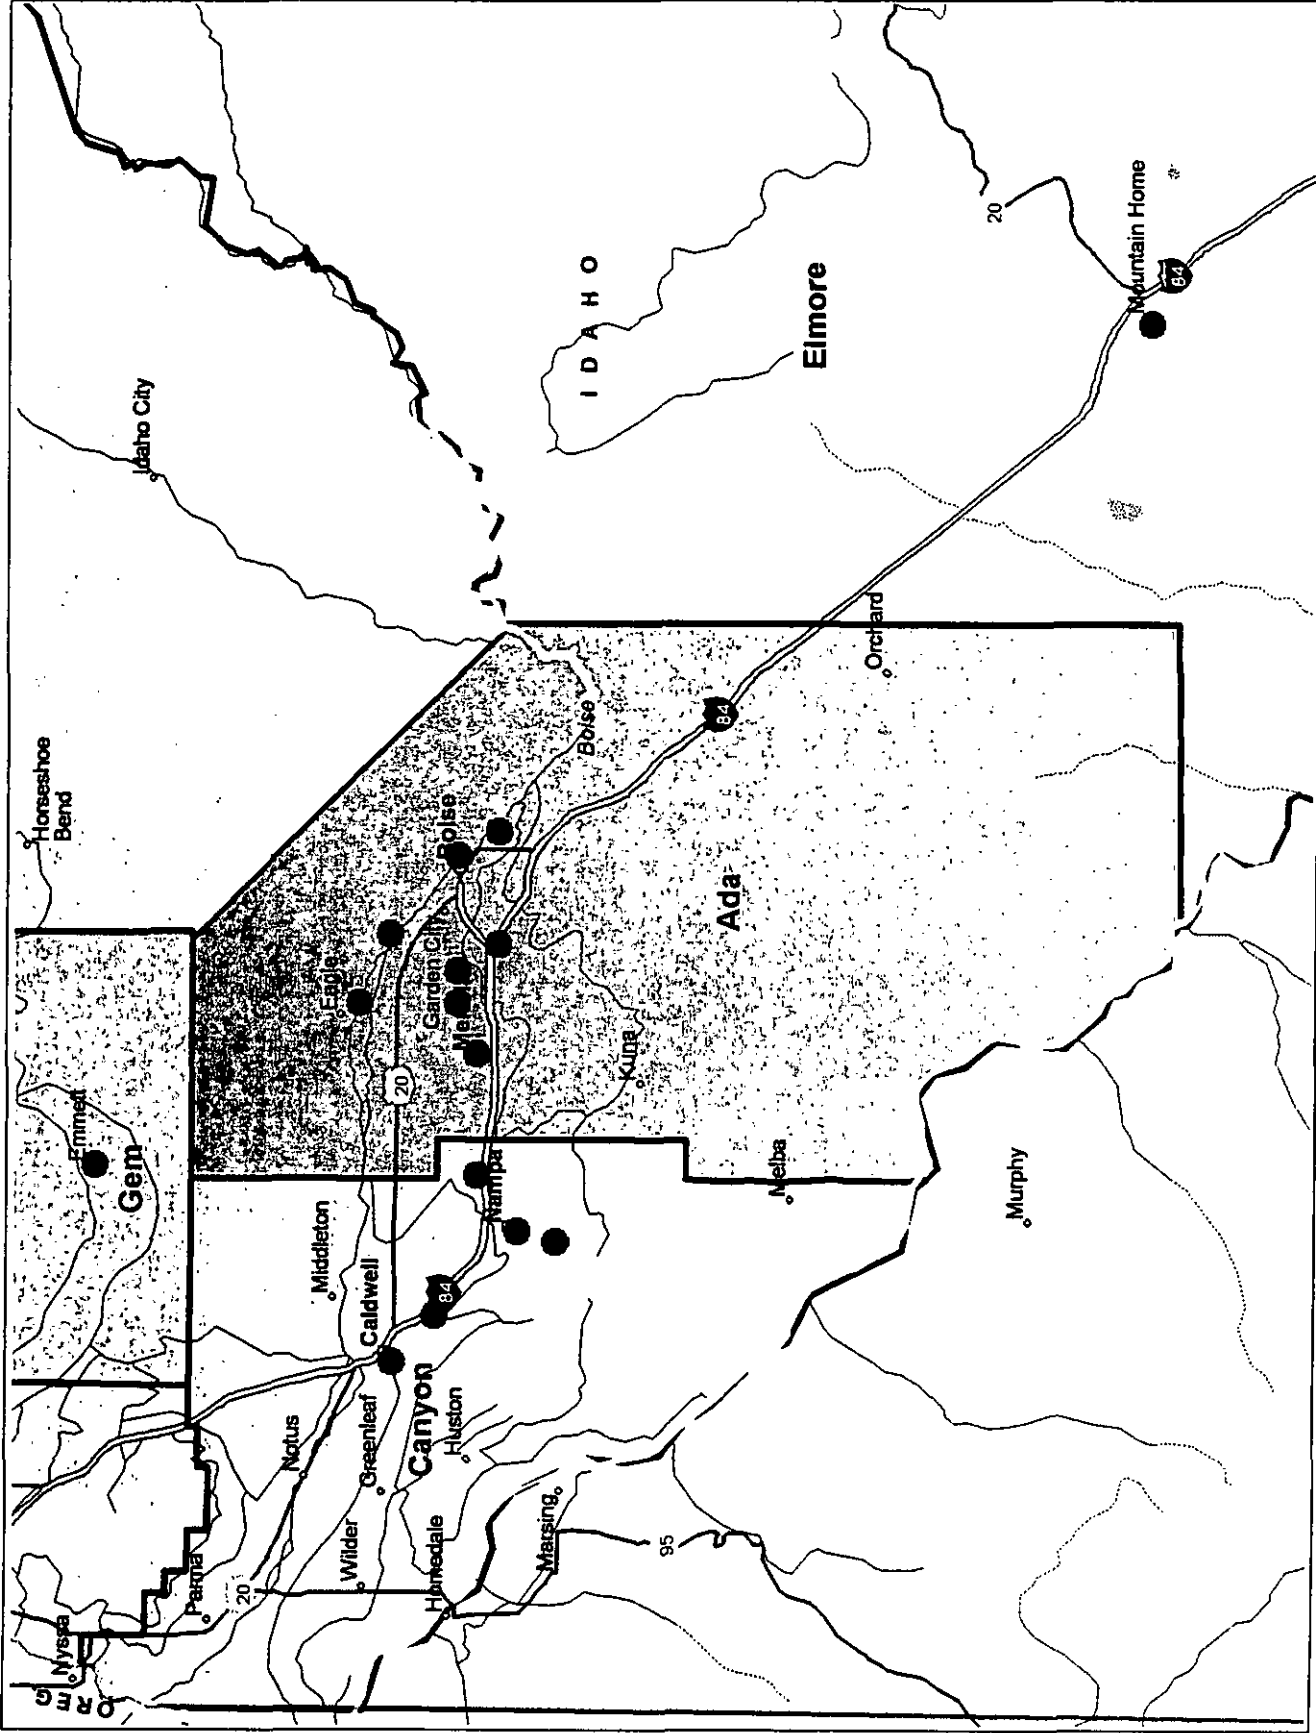 Horseshoe
Bend
Nyssa
O R E G
Emmett
Gem
Idaho City
Parma
20
Notus
Middleton
Eagle
Wilder
Greenleaf
Caldwell
20
Canyon
Garden City
Homedale
84
Boise
Huston
Nampa
Marsing
Boise
I D A H O
Kuna
95
84
Ada
Melba
Elmore
Orchard
20
Murphy
Mountain Home
84